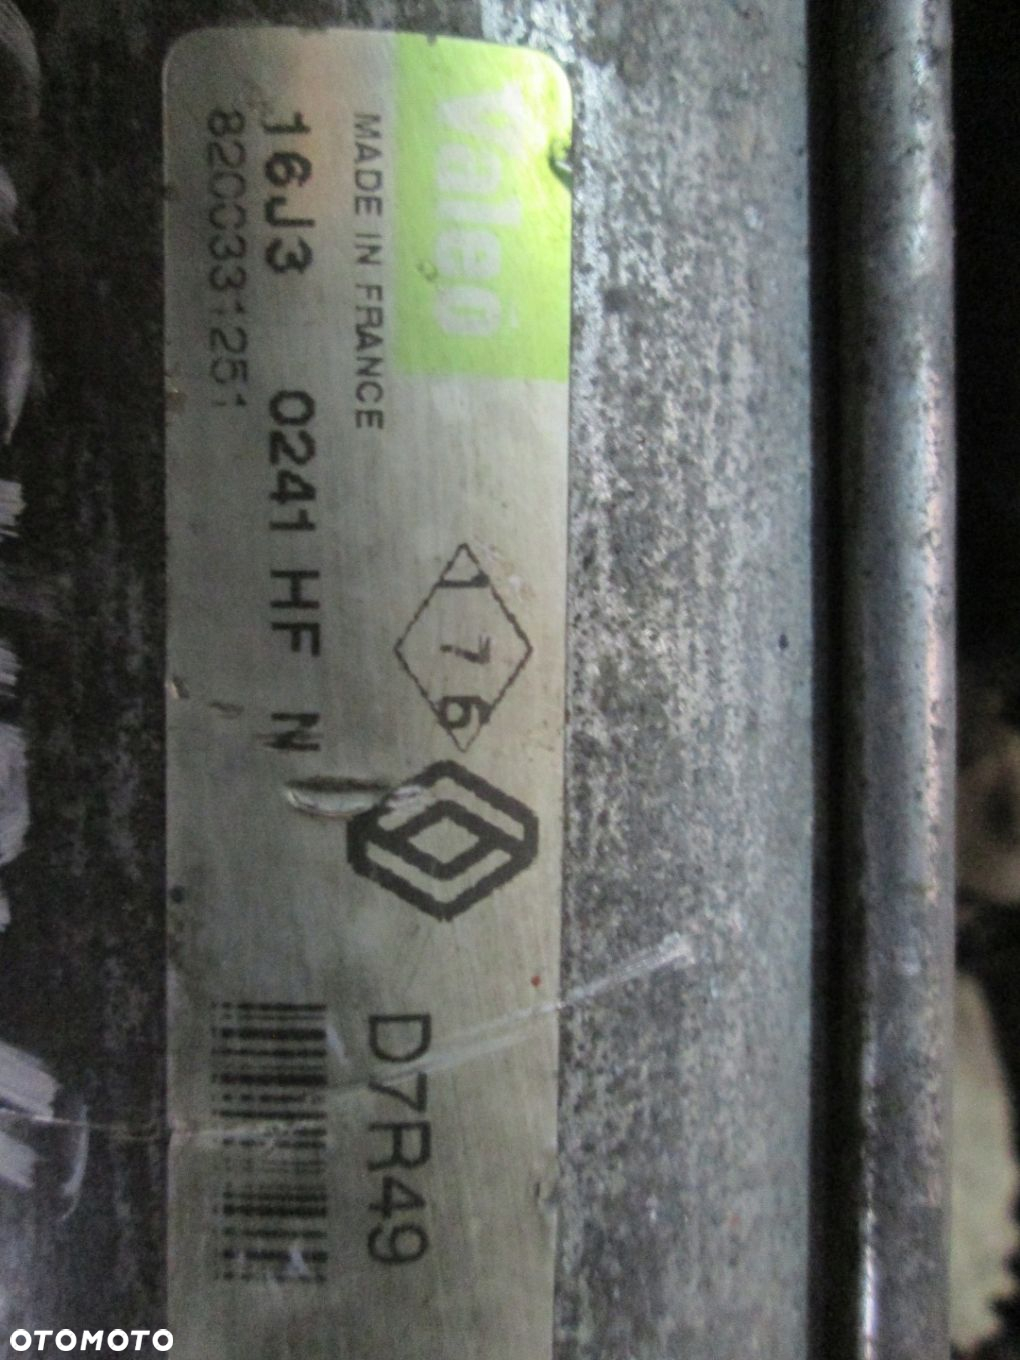 Valeo
MADE IN FRANCE
16J3 0241 HF N
8200331251
176
D7R49
OTOMOTO